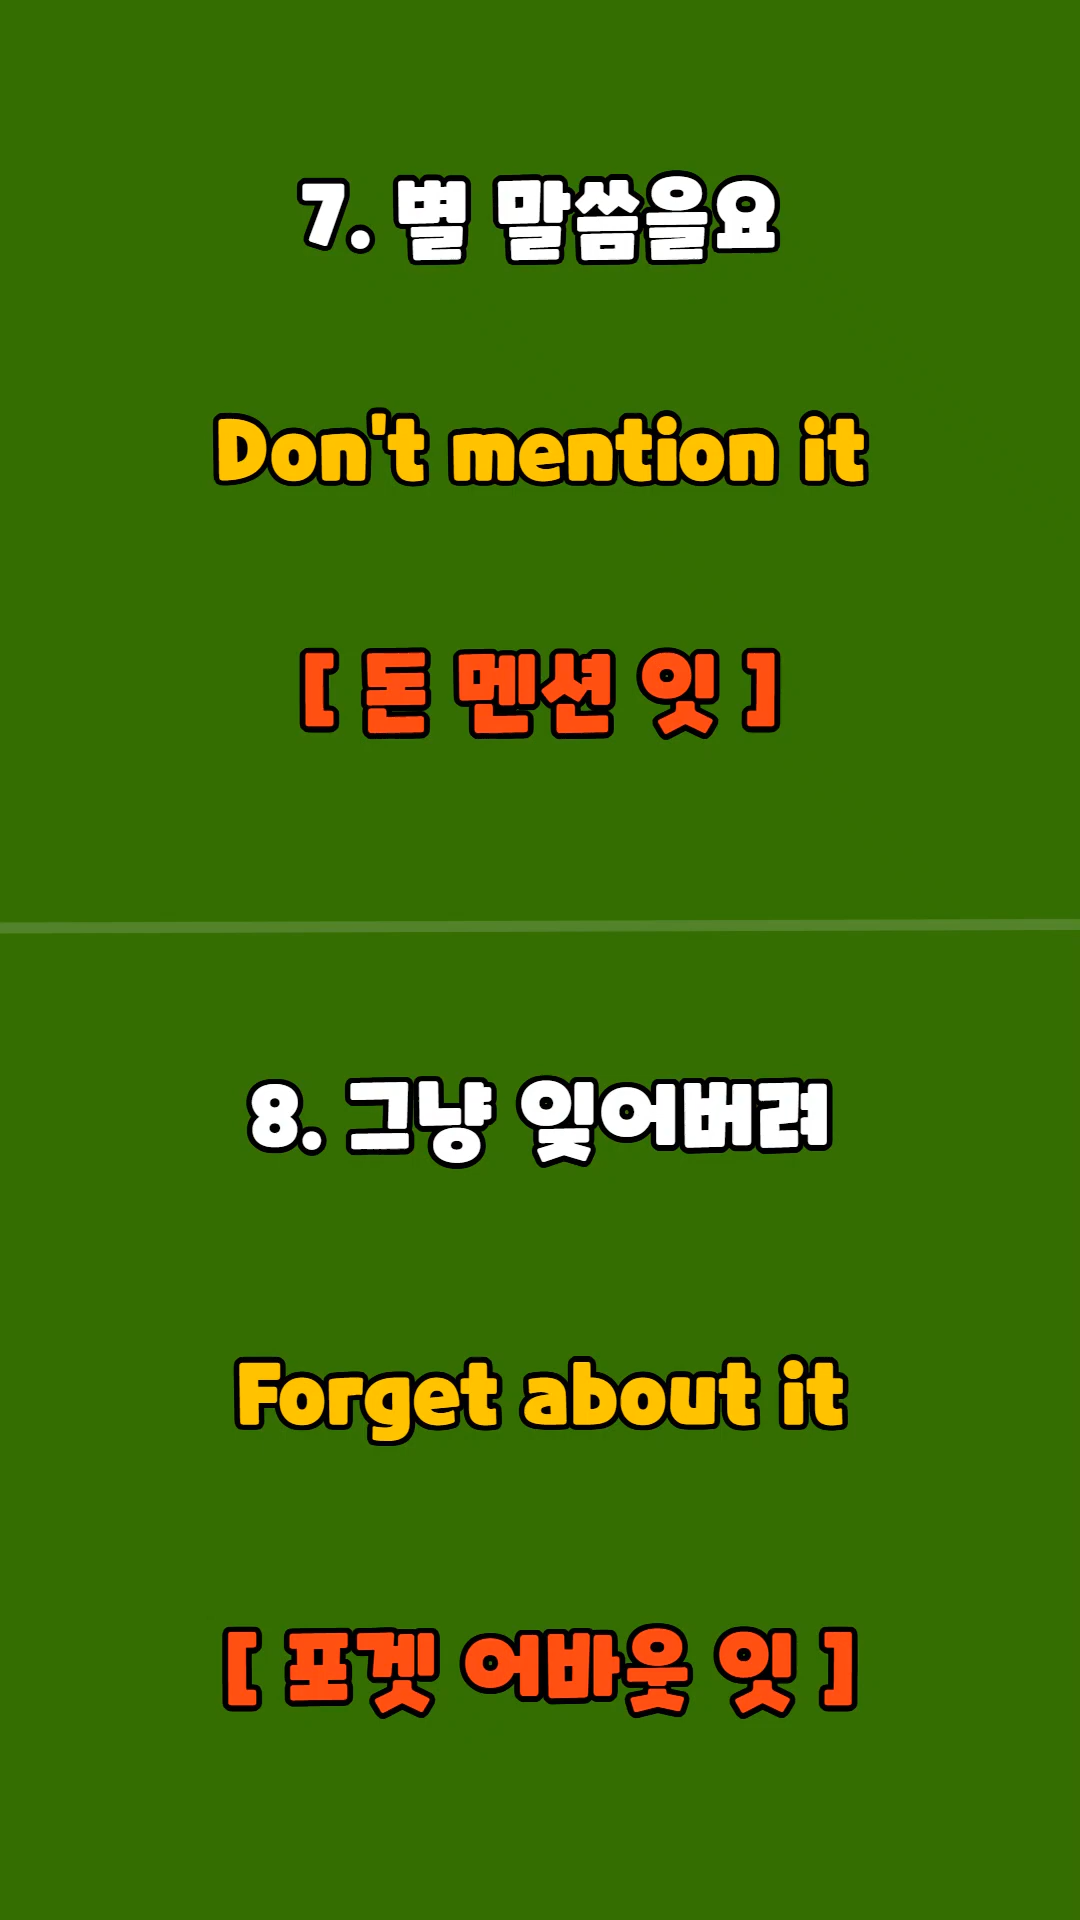 7. 별 말씀을요
Don't mention it
[ 돈 멘션 잇 ]
8. 그냥 잊어버려
Forget about it
[ 포겟 어바웃 잇 ]